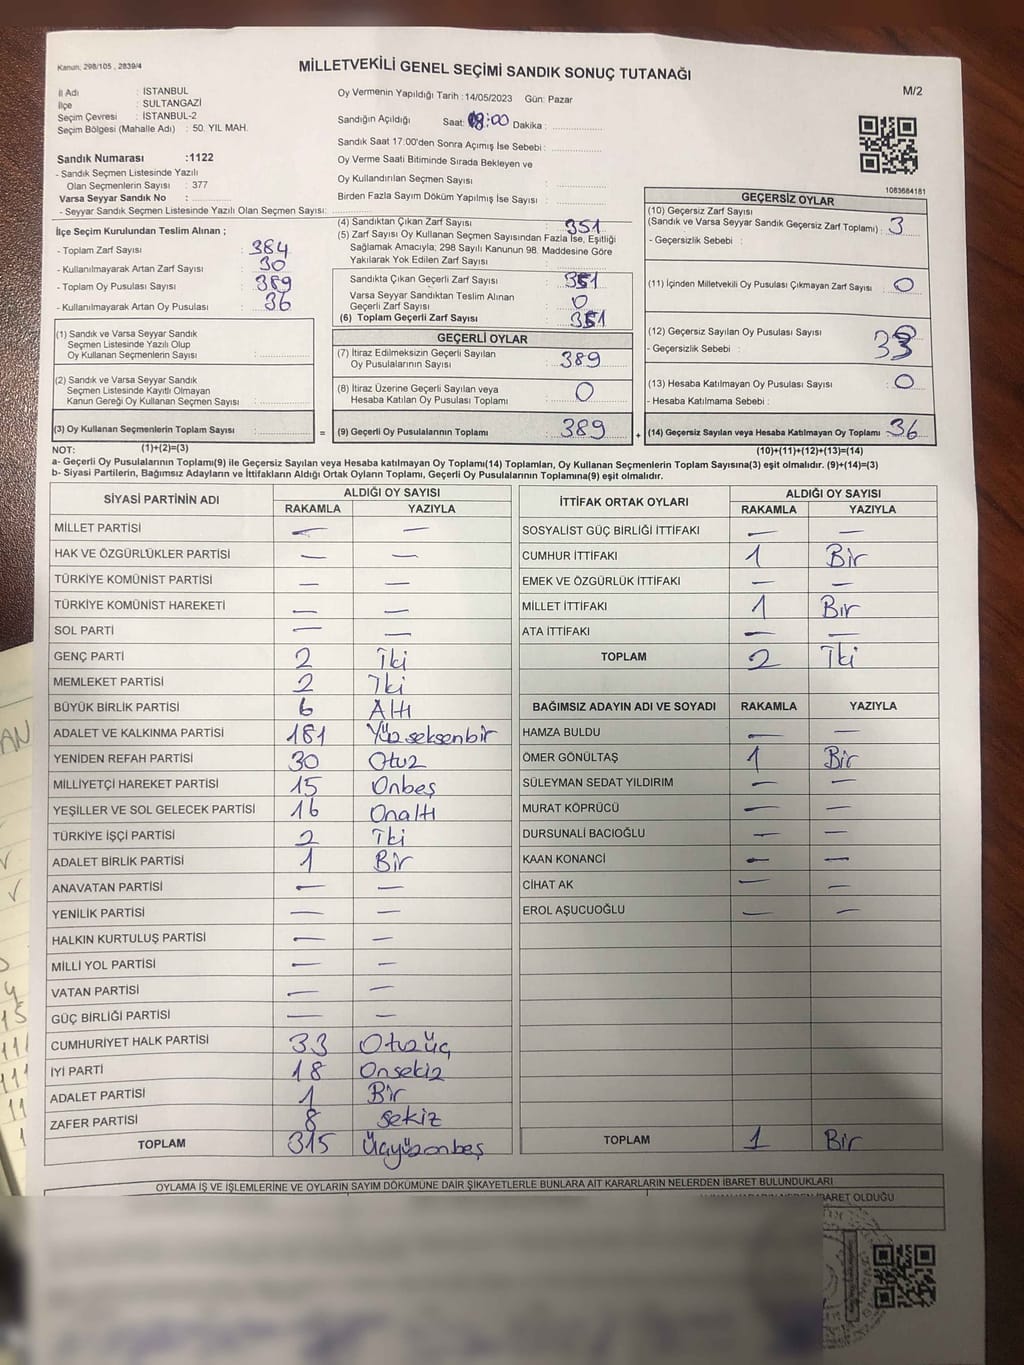 Kanun: 298/105 , 2839/4
MİLLETVEKİLİ GENEL SEÇİMİ SANDIK SONUÇ TUTANAĞI
M/2
İl Adı : İSTANBUL
İlçe : SULTANGAZİ
Seçim Çevresi : İSTANBUL-2
Seçim Bölgesi (Mahalle Adı) : 50. YIL MAH.
Sandık Numarası :1122
- Sandık Seçmen Listesinde Yazılı
Olan Seçmenlerin Sayısı : 377
Varsa Seyyar Sandık No :
- Seyyar Sandık Seçmen Listesinde Yazılı Olan Seçmen Sayısı:
Oy Vermenin Yapıldığı Tarih :14/05/2023 Gün: Pazar
Sandığın Açıldığı Saat: 18:00 Dakika :
Sandık Saat 17:00'den Sonra Açımış İse Sebebi :
Oy Verme Saati Bitiminde Sırada Bekleyen ve
Oy Kullandırılan Seçmen Sayısı :
Birden Fazla Sayım Döküm Yapılmış İse Sayısı :
1083684181
İlçe Seçim Kurulundan Teslim Alınan ;
- Toplam Zarf Sayısı : 384
- Kullanılmayarak Artan Zarf Sayısı : 30
- Toplam Oy Pusulası Sayısı : 389
- Kullanılmayarak Artan Oy Pusulası : 36
(1) Sandık ve Varsa Seyyar Sandık
Seçmen Listesinde Yazılı Olup
Oy Kullanan Seçmenlerin Sayısı :
(2) Sandık ve Varsa Seyyar Sandık
Seçmen Listesinde Kayıtlı Olmayan
Kanun Gereği Oy Kullanan Seçmen Sayısı :
(3) Oy Kullanan Seçmenlerin Toplam Sayısı :
(1)+(2)=(3)
(4) Sandıktan Çıkan Zarf Sayısı : 351
(5) Zarf Sayısı Oy Kullanan Seçmen Sayısından Fazla İse, Eşitliği
Sağlamak Amacıyla; 298 Sayılı Kanunun 98. Maddesine Göre
Yakılarak Yok Edilen Zarf Sayısı :
Sandıkta Çıkan Geçerli Zarf Sayısı : 351
Varsa Seyyar Sandıktan Teslim Alınan
Geçerli Zarf Sayısı : 0
(6) Toplam Geçerli Zarf Sayısı : 351
GEÇERLİ OYLAR
(7) İtiraz Edilmeksizin Geçerli Sayılan
Oy Pusulalarının Sayısı : 389
(8) İtiraz Üzerine Geçerli Sayılan veya
Hesaba Katılan Oy Pusulası Toplamı : 0
= (9) Geçerli Oy Pusulalarının Toplamı : 389
GEÇERSİZ OYLAR
(10) Geçersiz Zarf Sayısı
(Sandık ve Varsa Seyyar Sandık Geçersiz Zarf Toplamı) : 3
- Geçersizlik Sebebi :
(11) İçinden Milletvekili Oy Pusulası Çıkmayan Zarf Sayısı : 0
(12) Geçersiz Sayılan Oy Pusulası Sayısı : 33
- Geçersizlik Sebebi :
(13) Hesaba Katılmayan Oy Pusulası Sayısı : 0
- Hesaba Katılmama Sebebi :
+ (14) Geçersiz Sayılan veya Hesaba Katılmayan Oy Toplamı : 36
(10)+(11)+(12)+(13)=(14)
NOT:
a- Geçerli Oy Pusulalarının Toplamı(9) ile Geçersiz Sayılan veya Hesaba katılmayan Oy Toplamı(14) Toplamları, Oy Kullanan Seçmenlerin Toplam Sayısına(3) eşit olmalıdır. (9)+(14)=(3)
b- Siyasi Partilerin, Bağımsız Adayların ve İttifakların Aldığı Ortak Oyların Toplamı, Geçerli Oy Pusulalarının Toplamına(9) eşit olmalıdır.
SİYASİ PARTİNİN ADI ALDIĞI OY SAYISI
RAKAMLA YAZIYLA
MİLLET PARTİSİ — —
HAK VE ÖZGÜRLÜKLER PARTİSİ — —
TÜRKİYE KOMÜNİST PARTİSİ — —
TÜRKİYE KOMÜNİST HAREKETİ — —
SOL PARTİ — —
GENÇ PARTİ 2 İki
MEMLEKET PARTİSİ 2 İki
BÜYÜK BİRLİK PARTİSİ 6 Altı
ADALET VE KALKINMA PARTİSİ 181 Yüzseksenbir
YENİDEN REFAH PARTİSİ 30 Otuz
MİLLİYETÇİ HAREKET PARTİSİ 15 Onbeş
YEŞİLLER VE SOL GELECEK PARTİSİ 16 Onaltı
TÜRKİYE İŞÇİ PARTİSİ 2 İki
ADALET BİRLİK PARTİSİ 1 Bir
ANAVATAN PARTİSİ — —
YENİLİK PARTİSİ — —
HALKIN KURTULUŞ PARTİSİ — —
MİLLİ YOL PARTİSİ — —
VATAN PARTİSİ — —
GÜÇ BİRLİĞİ PARTİSİ — —
CUMHURİYET HALK PARTİSİ 33 Otuzüç
İYİ PARTİ 18 Onsekiz
ADALET PARTİSİ 1 Bir
ZAFER PARTİSİ 8 sekiz
TOPLAM 315 Üçyüzonbeş
İTTİFAK ORTAK OYLARI ALDIĞI OY SAYISI
RAKAMLA YAZIYLA
SOSYALİST GÜÇ BİRLİĞİ İTTİFAKI — —
CUMHUR İTTİFAKI 1 Bir
EMEK VE ÖZGÜRLÜK İTTİFAKI — —
MİLLET İTTİFAKI 1 Bir
ATA İTTİFAKI — —
TOPLAM 2 İki
BAĞIMSIZ ADAYIN ADI VE SOYADI RAKAMLA YAZIYLA
HAMZA BULDU — —
ÖMER GÖNÜLTAŞ 1 Bir
SÜLEYMAN SEDAT YILDIRIM — —
MURAT KÖPRÜCÜ — —
DURSUNALİ BACIOĞLU — —
KAAN KONANCİ — —
CİHAT AK — —
EROL AŞUCUOĞLU — —
TOPLAM 1 Bir
OYLAMA İŞ VE İŞLEMLERİNE VE OYLARIN SAYIM DÖKÜMÜNE DAİR ŞİKAYETLERLE BUNLARA AİT KARARLARIN NELERDEN İBARET BULUNDUKLARI
İBARET OLDUĞU